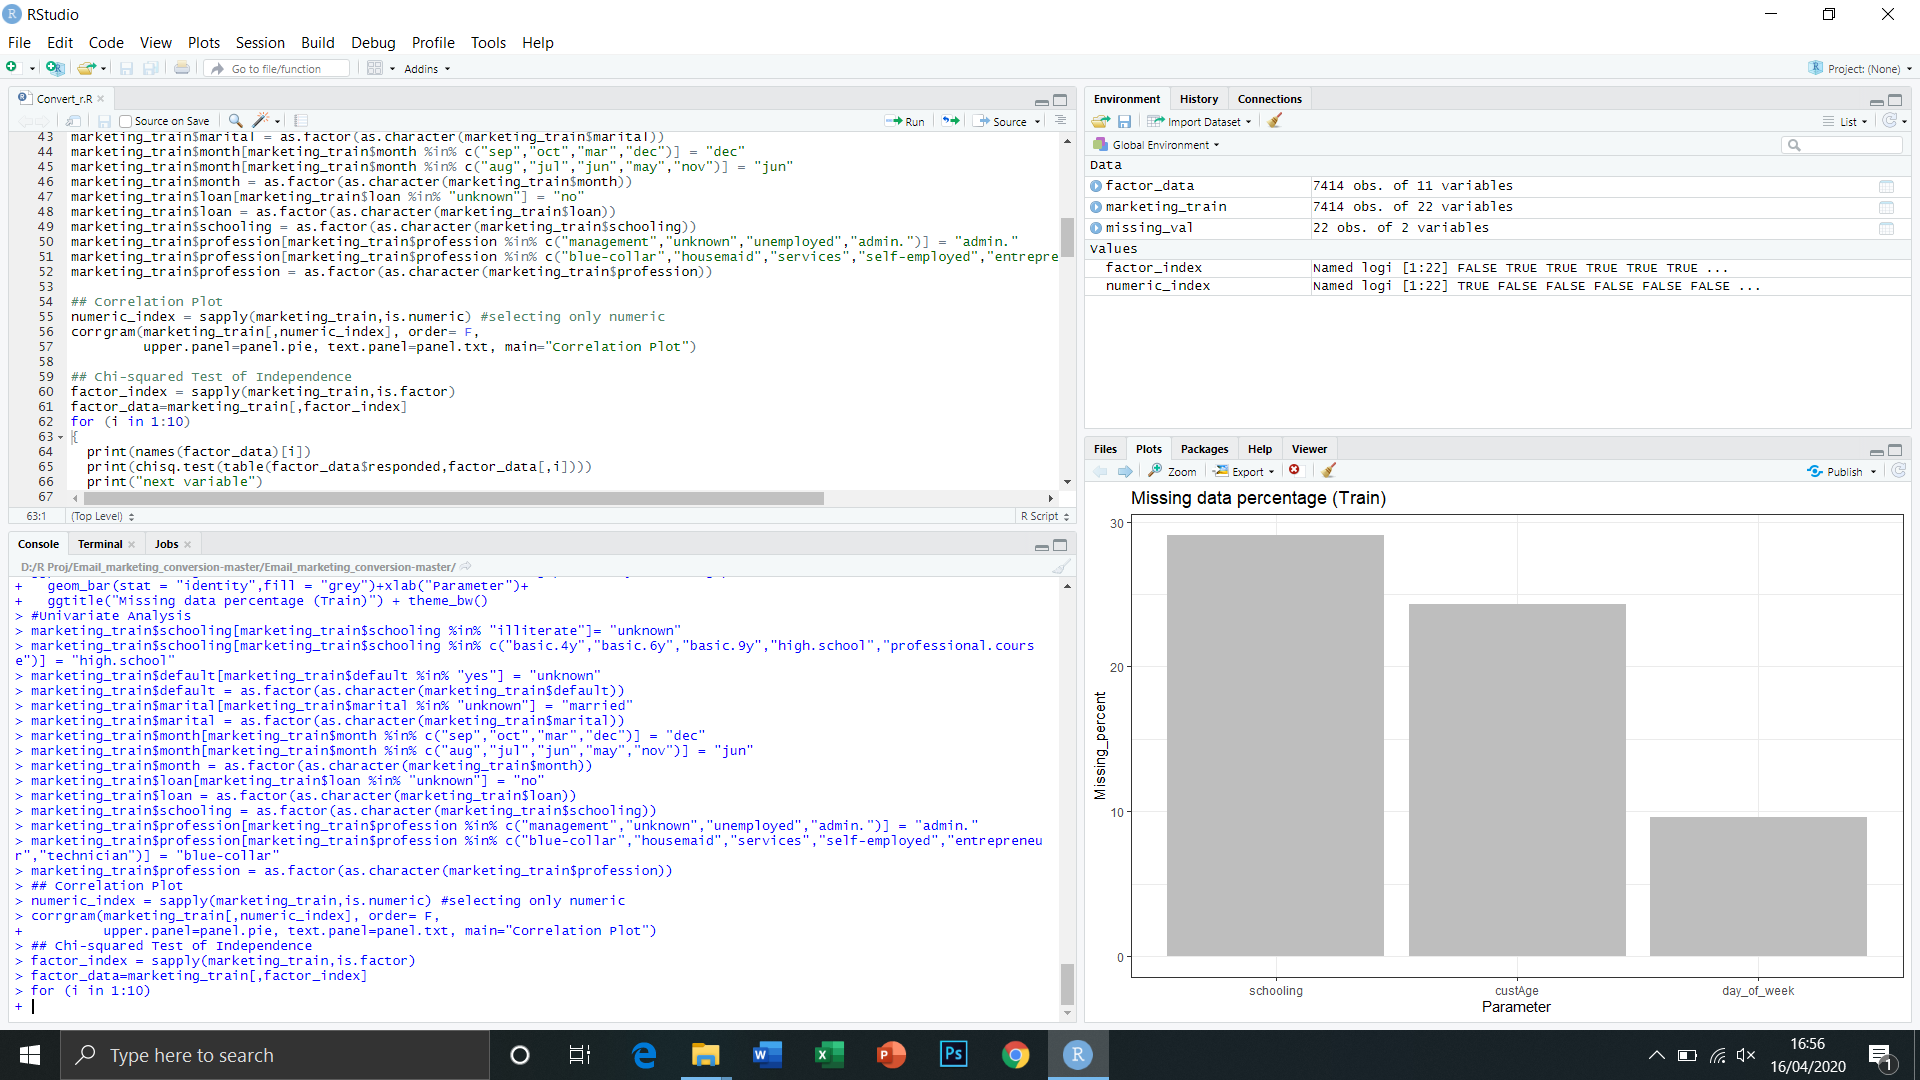 RStudio
File Edit Code View Plots Session Build Debug Profile Tools Help
Go to file/function Addins Project: (None)
Convert_r.R
Source on Save Run Source
43 marketing_train$marital = as.factor(as.character(marketing_train$marital))
44 marketing_train$month[marketing_train$month %in% c("sep","oct","mar","dec")] = "dec"
45 marketing_train$month[marketing_train$month %in% c("aug","jul","jun","may","nov")] = "jun"
46 marketing_train$month = as.factor(as.character(marketing_train$month))
47 marketing_train$loan[marketing_train$loan %in% "unknown"] = "no"
48 marketing_train$loan = as.factor(as.character(marketing_train$loan))
49 marketing_train$schooling = as.factor(as.character(marketing_train$schooling))
50 marketing_train$profession[marketing_train$profession %in% c("management","unknown","unemployed","admin.")] = "admin."
51 marketing_train$profession[marketing_train$profession %in% c("blue-collar","housemaid","services","self-employed","entrepre
52 marketing_train$profession = as.factor(as.character(marketing_train$profession))
53
54 ## Correlation Plot
55 numeric_index = sapply(marketing_train,is.numeric) #selecting only numeric
56 corrgram(marketing_train[,numeric_index], order= F,
57 upper.panel=panel.pie, text.panel=panel.txt, main="Correlation Plot")
58
59 ## Chi-squared Test of Independence
60 factor_index = sapply(marketing_train,is.factor)
61 factor_data=marketing_train[,factor_index]
62 for (i in 1:10)
63 {
64 print(names(factor_data)[i])
65 print(chisq.test(table(factor_data$responded,factor_data[,i])))
66 print("next variable")
67
63:1 (Top Level) R Script
Console Terminal Jobs
D:/R Proj/Email_marketing_conversion-master/Email_marketing_conversion-master/
+ geom_bar(stat = "identity",fill = "grey")+xlab("Parameter")+
+ ggtitle("Missing data percentage (Train)") + theme_bw()
> #Univariate Analysis
> marketing_train$schooling[marketing_train$schooling %in% "illiterate"]= "unknown"
> marketing_train$schooling[marketing_train$schooling %in% c("basic.4y","basic.6y","basic.9y","high.school","professional.cours
e")] = "high.school"
> marketing_train$default[marketing_train$default %in% "yes"] = "unknown"
> marketing_train$default = as.factor(as.character(marketing_train$default))
> marketing_train$marital[marketing_train$marital %in% "unknown"] = "married"
> marketing_train$marital = as.factor(as.character(marketing_train$marital))
> marketing_train$month[marketing_train$month %in% c("sep","oct","mar","dec")] = "dec"
> marketing_train$month[marketing_train$month %in% c("aug","jul","jun","may","nov")] = "jun"
> marketing_train$month = as.factor(as.character(marketing_train$month))
> marketing_train$loan[marketing_train$loan %in% "unknown"] = "no"
> marketing_train$loan = as.factor(as.character(marketing_train$loan))
> marketing_train$schooling = as.factor(as.character(marketing_train$schooling))
> marketing_train$profession[marketing_train$profession %in% c("management","unknown","unemployed","admin.")] = "admin."
> marketing_train$profession[marketing_train$profession %in% c("blue-collar","housemaid","services","self-employed","entrepreneu
r","technician")] = "blue-collar"
> marketing_train$profession = as.factor(as.character(marketing_train$profession))
> ## Correlation Plot
> numeric_index = sapply(marketing_train,is.numeric) #selecting only numeric
> corrgram(marketing_train[,numeric_index], order= F,
+ upper.panel=panel.pie, text.panel=panel.txt, main="Correlation Plot")
> ## Chi-squared Test of Independence
> factor_index = sapply(marketing_train,is.factor)
> factor_data=marketing_train[,factor_index]
> for (i in 1:10)
+
Environment History Connections
Import Dataset List
Global Environment
Data
factor_data 7414 obs. of 11 variables
marketing_train 7414 obs. of 22 variables
missing_val 22 obs. of 2 variables
Values
factor_index Named logi [1:22] FALSE TRUE TRUE TRUE TRUE TRUE ...
numeric_index Named logi [1:22] TRUE FALSE FALSE FALSE FALSE FALSE ...
Files Plots Packages Help Viewer
Zoom Export Publish
Missing data percentage (Train)
30
20
10
0
Missing_percent
schooling custAge day_of_week
Parameter
Type here to search
16:56
16/04/2020
1